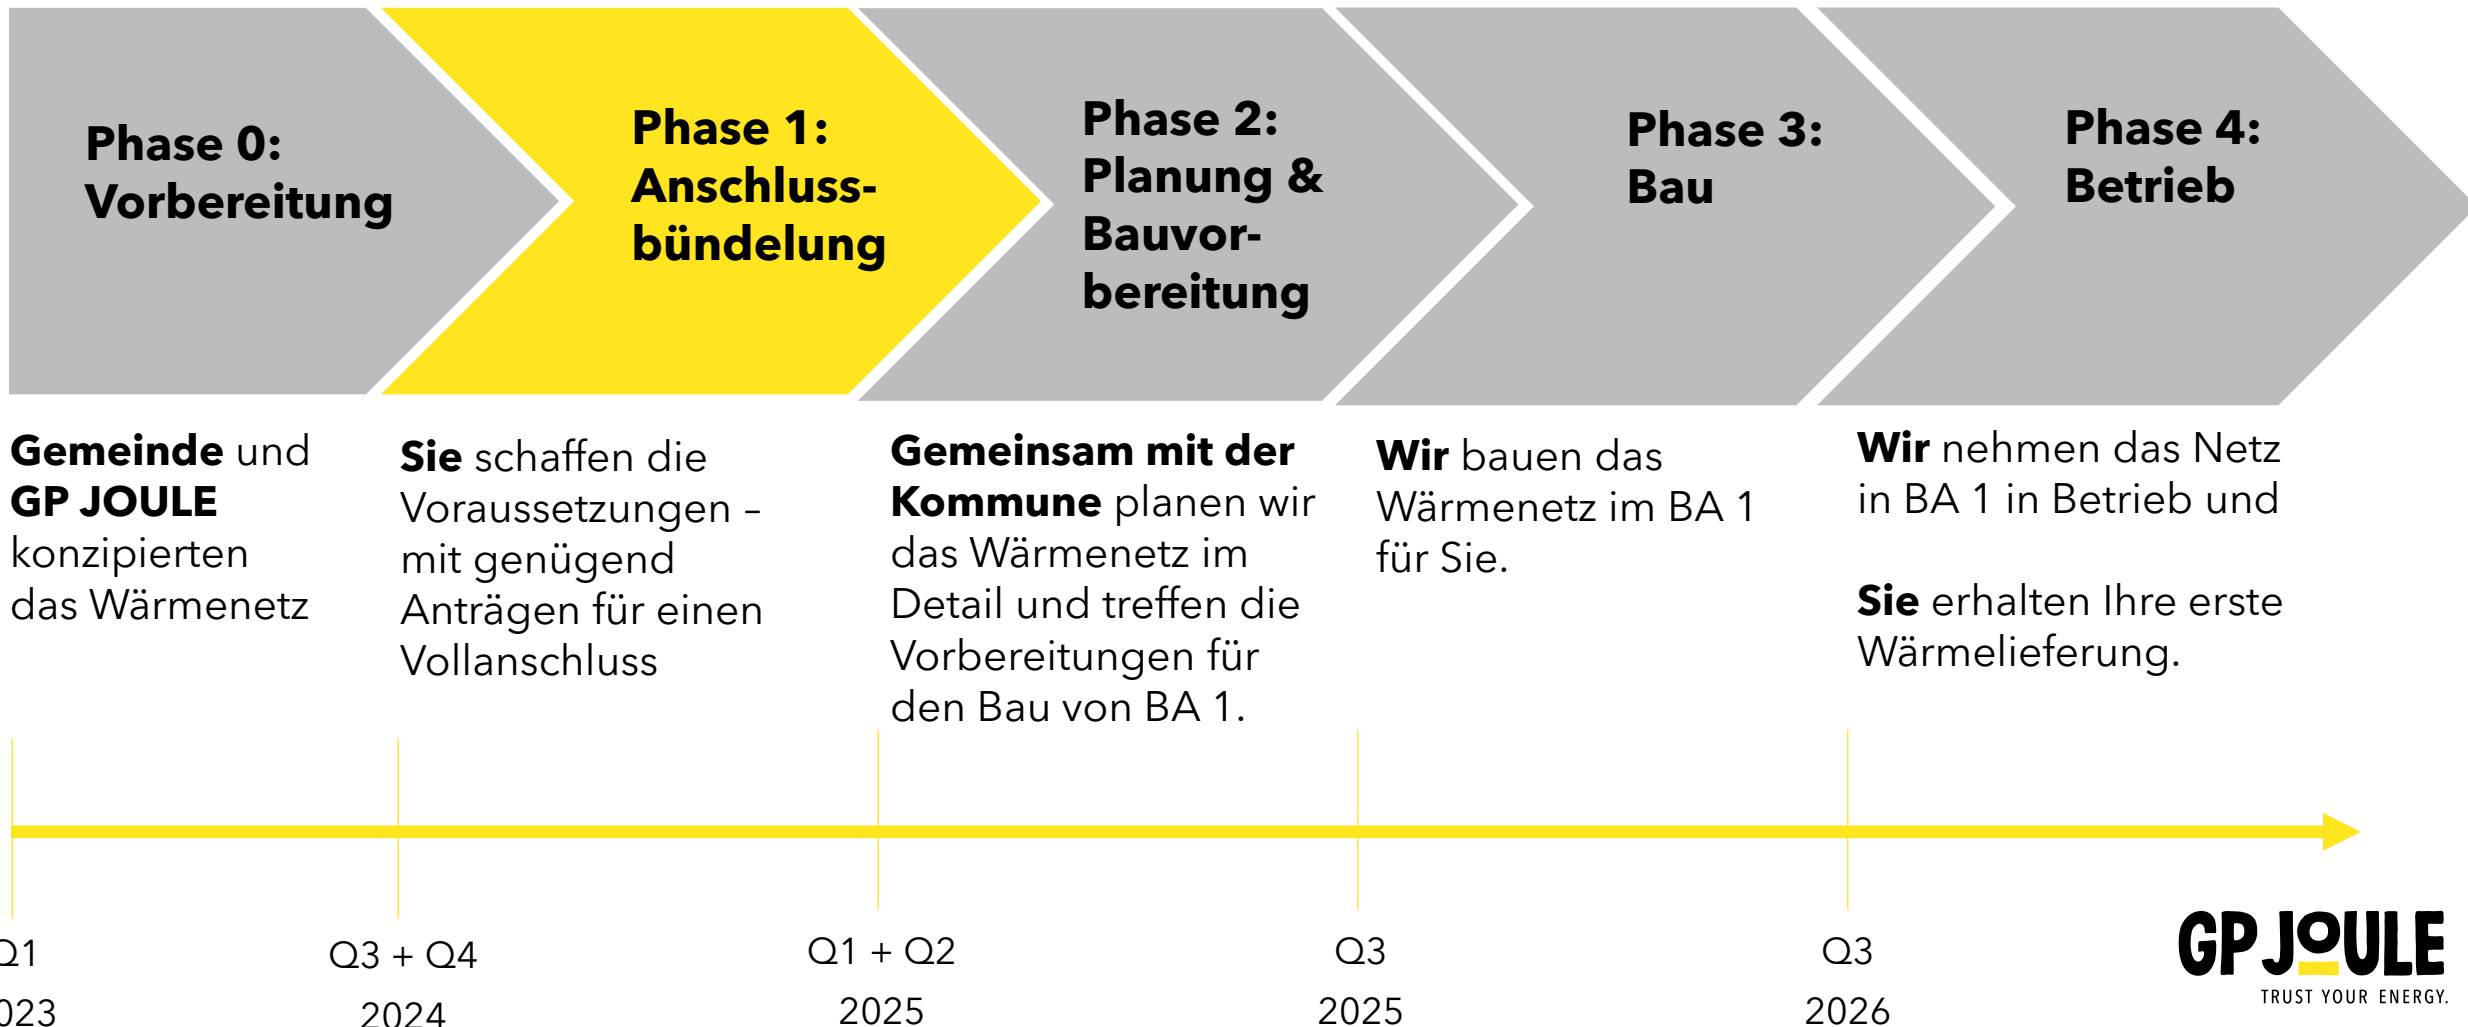 Phase 0:
Vorbereitung
Phase 1:
Anschluss-
bündelung
Phase 2:
Planung &
Bauvor-
bereitung
Phase 3:
Bau
Phase 4:
Betrieb
Gemeinde und
GP JOULE
konzipierten
das Wärmenetz
Sie schaffen die
Voraussetzungen –
mit genügend
Anträgen für einen
Vollanschluss
Gemeinsam mit der
Kommune planen wir
das Wärmenetz im
Detail und treffen die
Vorbereitungen für
den Bau von BA 1.
Wir bauen das
Wärmenetz im BA 1
für Sie.
Wir nehmen das Netz
in BA 1 in Betrieb und
Sie erhalten Ihre erste
Wärmelieferung.
Q1
023
Q3 + Q4
2024
Q1 + Q2
2025
Q3
2025
Q3
2026
GP JOULE
TRUST YOUR ENERGY.